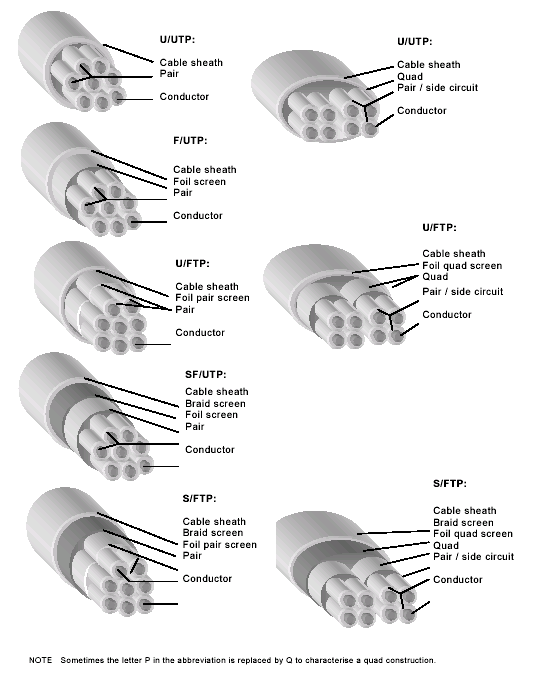 U/UTP:
Cable sheath
Pair
Conductor
U/UTP:
Cable sheath
Quad
Pair / side circuit
Conductor
F/UTP:
Cable sheath
Foil screen
Pair
Conductor
U/FTP:
Cable sheath
Foil quad screen
Quad
Pair / side circuit
Conductor
U/FTP:
Cable sheath
Foil pair screen
Pair
Conductor
SF/UTP:
Cable sheath
Braid screen
Foil screen
Pair
Conductor
S/FTP:
Cable sheath
Braid screen
Foil pair screen
Pair
Conductor
S/FTP:
Cable sheath
Braid screen
Foil quad screen
Quad
Pair / side circuit
Conductor
NOTE Sometimes the letter P in the abbreviation is replaced by Q to characterise a quad construction.